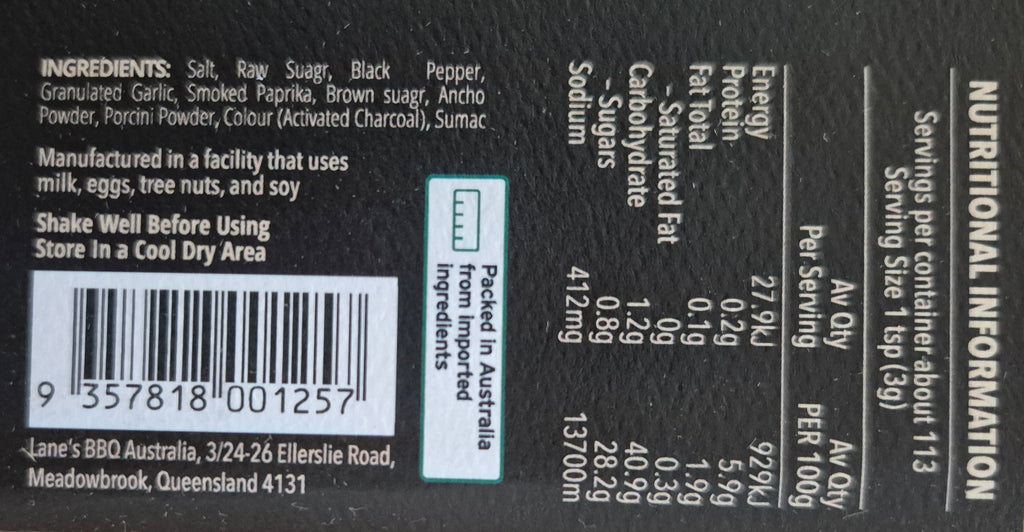 INGREDIENTS: Salt, Raw Suagr, Black Pepper,
Granulated Garlic, Smoked Paprika, Brown suagr, Ancho
Powder, Porcini Powder, Colour (Activated Charcoal), Sumac
Manufactured in a facility that uses
milk, eggs, tree nuts, and soy
Shake Well Before Using
Store In a Cool Dry Area
9 357818 001257
Lane's BBQ Australia, 3/24-26 Ellerslie Road,
Meadowbrook, Queensland 4131
Packed in Australia
from imported
ingredients
NUTRITIONAL INFORMATION
Servings per container about 113
Serving Size 1 tsp (3g)
Av Qty Av Qty
Per Serving PER 100g
Energy 27.9kJ 929kJ
Protein 0.2g 5.9g
Fat Total 0.1g 1.9g
- Saturated Fat 0g 0.3g
Carbohydrate 1.2g 40.9g
- Sugars 0.8g 28.2g
Sodium 412mg 13700m